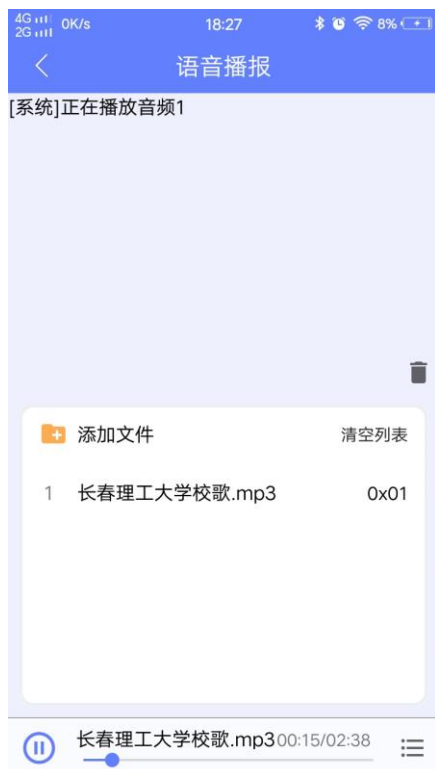 4G 0K/s 18:27 8%
2G
语音播报
[系统]正在播放音频1
添加文件 清空列表
1 长春理工大学校歌.mp3 0x01
长春理工大学校歌.mp3 00:15/02:38